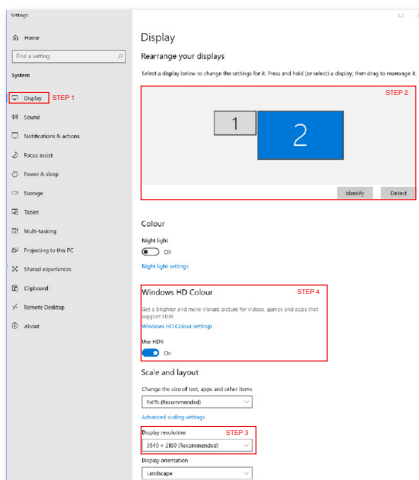 Settings
Home
Find a setting
System
Display
STEP 1
Sound
Notifications & actions
Focus assist
Power & sleep
Storage
Tablet
Multi-tasking
Projecting to this PC
Shared experiences
Clipboard
Remote Desktop
About
Display
Rearrange your displays
Select a display below to change the settings for it. Press and hold (or select) a display, then drag to rearrange it.
STEP 2
1
2
Identify
Detect
Colour
Night light
Off
Night light settings
Windows HD Colour
STEP 4
Get a brighter and more vibrant picture for videos, games and apps that
support HDR.
Windows HD Colour settings
Use HDR
On
Scale and layout
Change the size of text, apps and other items
(Recommended)
Advanced scaling settings
Display resolution
STEP 3
3840 × 2160 (Recommended)
Display orientation
Landscape